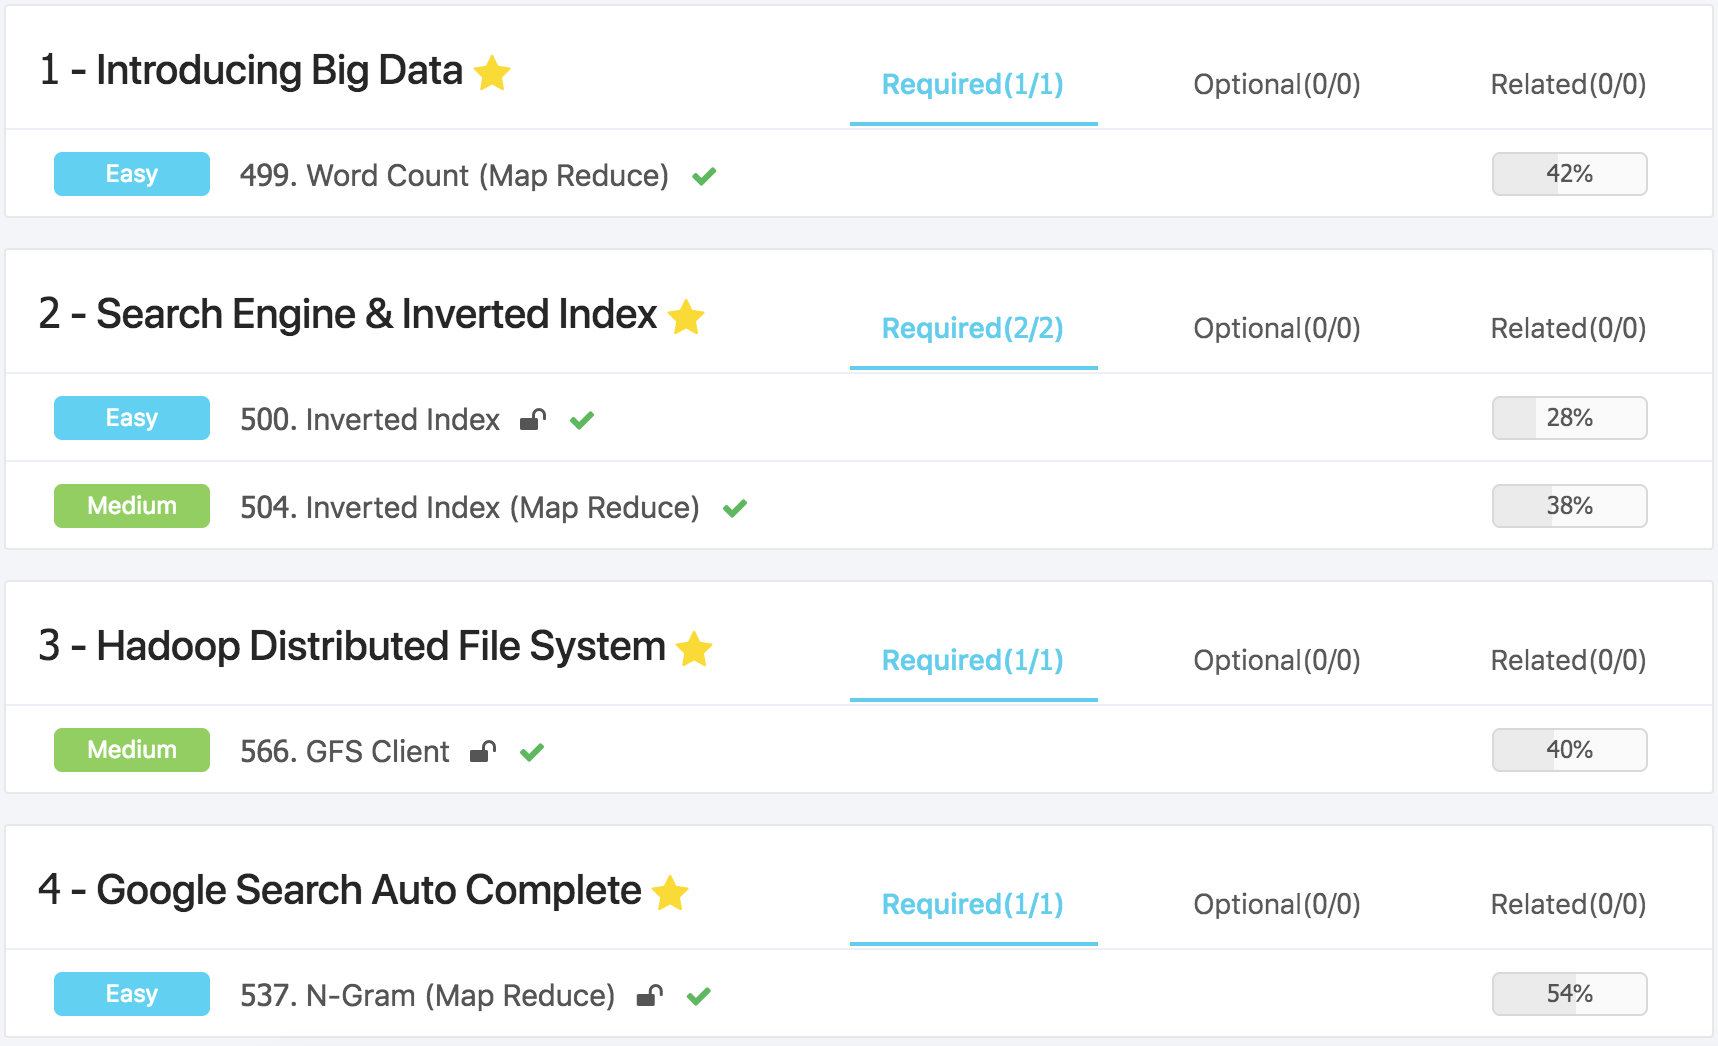 1 - Introducing Big Data Required(1/1) Optional(0/0) Related(0/0)
Easy 499. Word Count (Map Reduce) 42%
2 - Search Engine & Inverted Index Required(2/2) Optional(0/0) Related(0/0)
Easy 500. Inverted Index 28%
Medium 504. Inverted Index (Map Reduce) 38%
3 - Hadoop Distributed File System Required(1/1) Optional(0/0) Related(0/0)
Medium 566. GFS Client 40%
4 - Google Search Auto Complete Required(1/1) Optional(0/0) Related(0/0)
Easy 537. N-Gram (Map Reduce) 54%